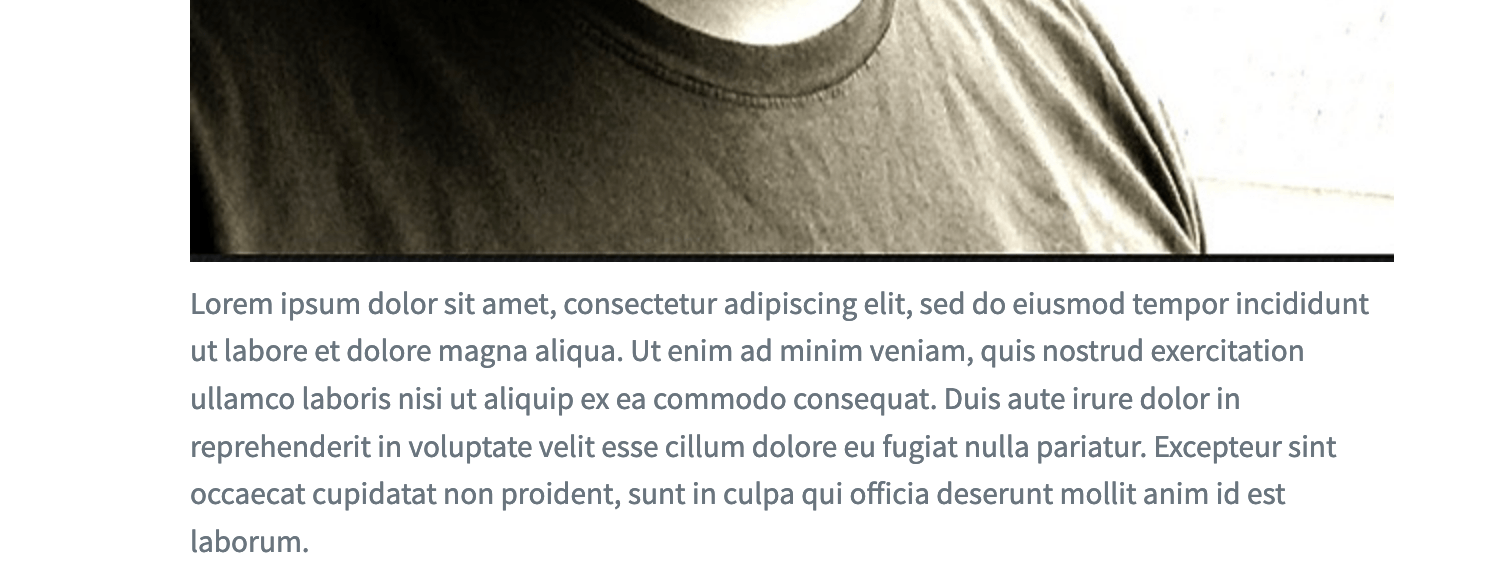 Lorem ipsum dolor sit amet, consectetur adipiscing elit, sed do eiusmod tempor incididunt
ut labore et dolore magna aliqua. Ut enim ad minim veniam, quis nostrud exercitation
ullamco laboris nisi ut aliquip ex ea commodo consequat. Duis aute irure dolor in
reprehenderit in voluptate velit esse cillum dolore eu fugiat nulla pariatur. Excepteur sint
occaecat cupidatat non proident, sunt in culpa qui officia deserunt mollit anim id est
laborum.